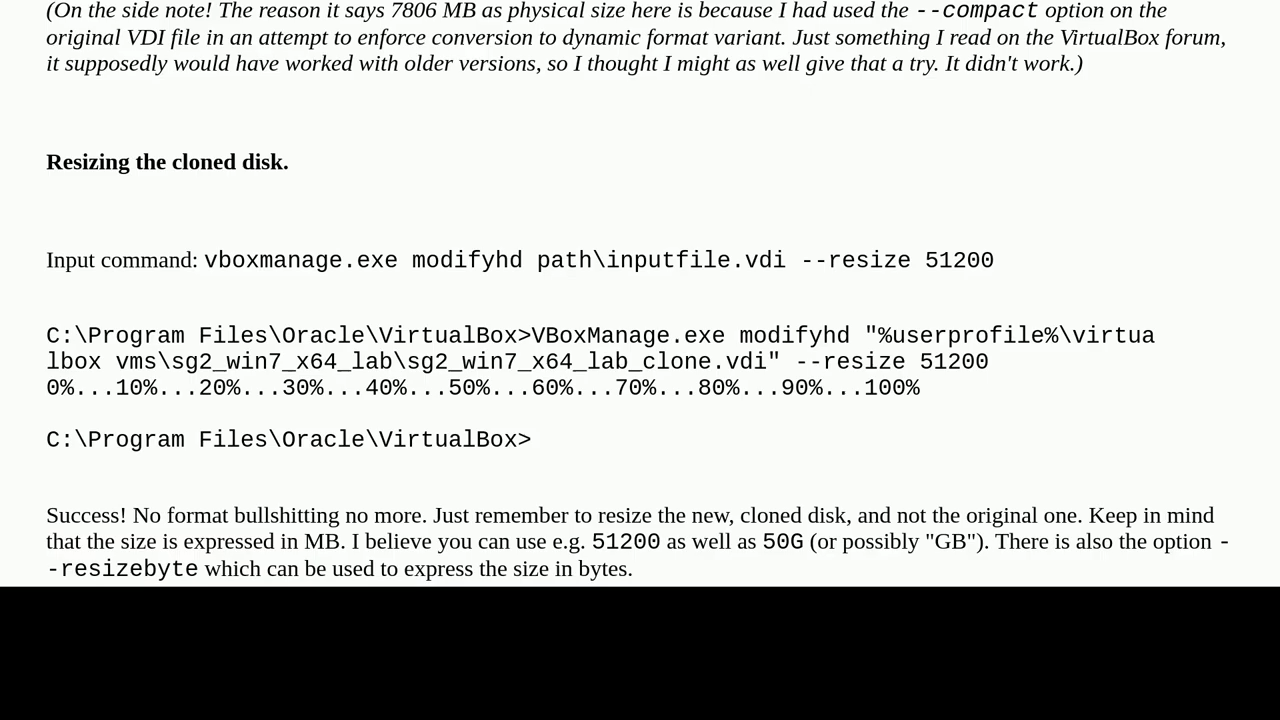 (On the side note! The reason it says 7806 MB as physical size here is because I had used the --compact option on the
original VDI file in an attempt to enforce conversion to dynamic format variant. Just something I read on the VirtualBox forum,
it supposedly would have worked with older versions, so I thought I might as well give that a try. It didn't work.)
Resizing the cloned disk.
Input command: vboxmanage.exe modifyhd path\inputfile.vdi --resize 51200
C:\Program Files\Oracle\VirtualBox>VBoxManage.exe modifyhd "%userprofile%\virtua
lbox vms\sg2_win7_x64_lab\sg2_win7_x64_lab_clone.vdi" --resize 51200
0%...10%...20%...30%...40%...50%...60%...70%...80%...90%...100%
C:\Program Files\Oracle\VirtualBox>
Success! No format bullshitting no more. Just remember to resize the new, cloned disk, and not the original one. Keep in mind
that the size is expressed in MB. I believe you can use e.g. 51200 as well as 50G (or possibly "GB"). There is also the option -
-resizebyte which can be used to express the size in bytes.